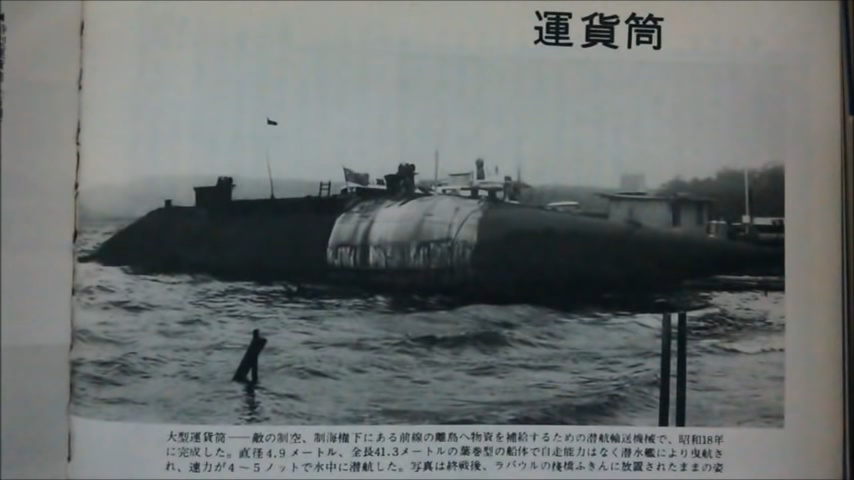 運貨筒
大型運貨筒──敵の制空、制海権下にある前線の離島へ物資を補給するための潜航輸送機械で、昭和18年
に完成した。直径4.9メートル、全長41.3メートルの葉巻型の船体で自走能力はなく潜水艦により曳航さ
れ、速力が4～5ノットで水中に潜航した。写真は終戦後、ラバウルの桟橋ふきんに放置されたままの姿